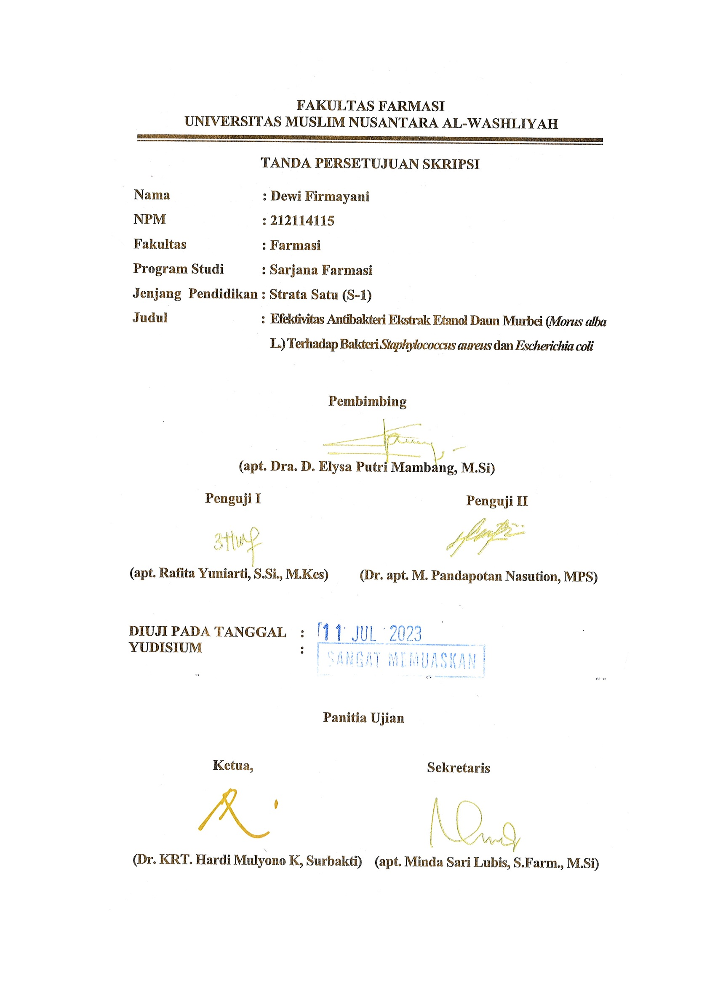 FAKULTAS FARMASI
UNIVERSITAS MUSLIM NUSANTARA AL-WASHLIYAH
TANDA PERSETUJUAN SKRIPSI
Nama : Dewi Firmayani
NPM : 212114115
Fakultas : Farmasi
Program Studi : Sarjana Farmasi
Jenjang Pendidikan : Strata Satu (S-1)
Judul : Efektivitas Antibakteri Ekstrak Etanol Daun Murbei (Morus alba
L.) Terhadap Bakteri Staphylococcus aureus dan Escherichia coli
Pembimbing
(apt. Dra. D. Elysa Putri Mambang, M.Si)
Penguji I Penguji II
(apt. Rafita Yuniarti, S.Si., M.Kes) (Dr. apt. M. Pandapotan Nasution, MPS)
DIUJI PADA TANGGAL : 11 JUL 2023
YUDISIUM : SANGAT MEMUASKAN
Panitia Ujian
Ketua, Sekretaris
(Dr. KRT. Hardi Mulyono K, Surbakti) (apt. Minda Sari Lubis, S.Farm., M.Si)